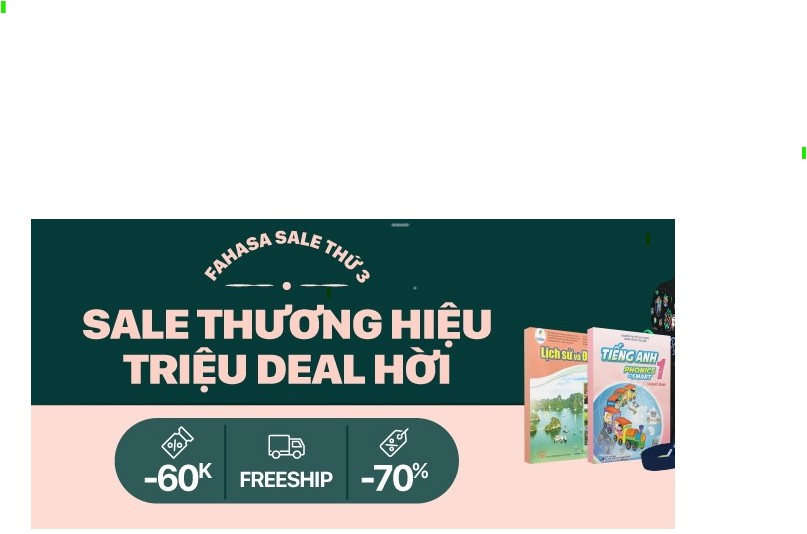 FAHASA SALE THỨ 3
SALE THƯƠNG HIỆU
TRIỆU DEAL HỜI
-60K
FREESHIP
-70%
Lịch sử và Đ
TIẾNG ANH
PHONICS
SMART
1